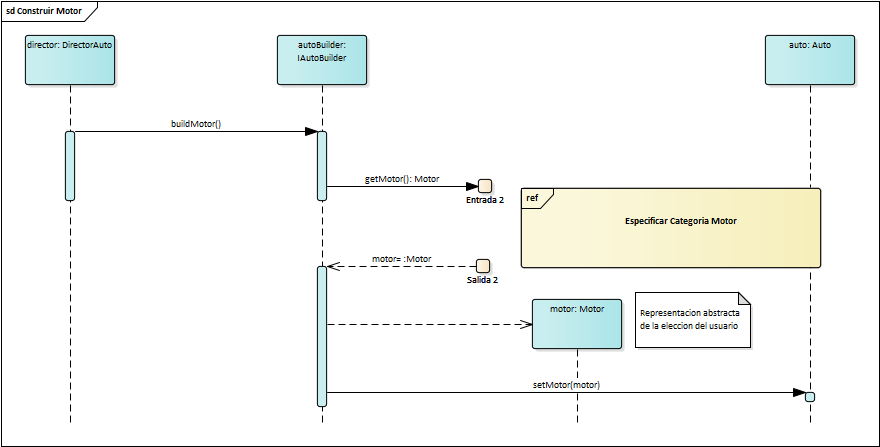 sd Construir Motor
director: DirectorAuto
autoBuilder:
IAutoBuilder
auto: Auto
buildMotor()
getMotor(): Motor
Entrada 2
ref
Especificar Categoria Motor
motor= :Motor
Salida 2
motor: Motor
Representacion abstracta
de la eleccion del usuario
setMotor(motor)